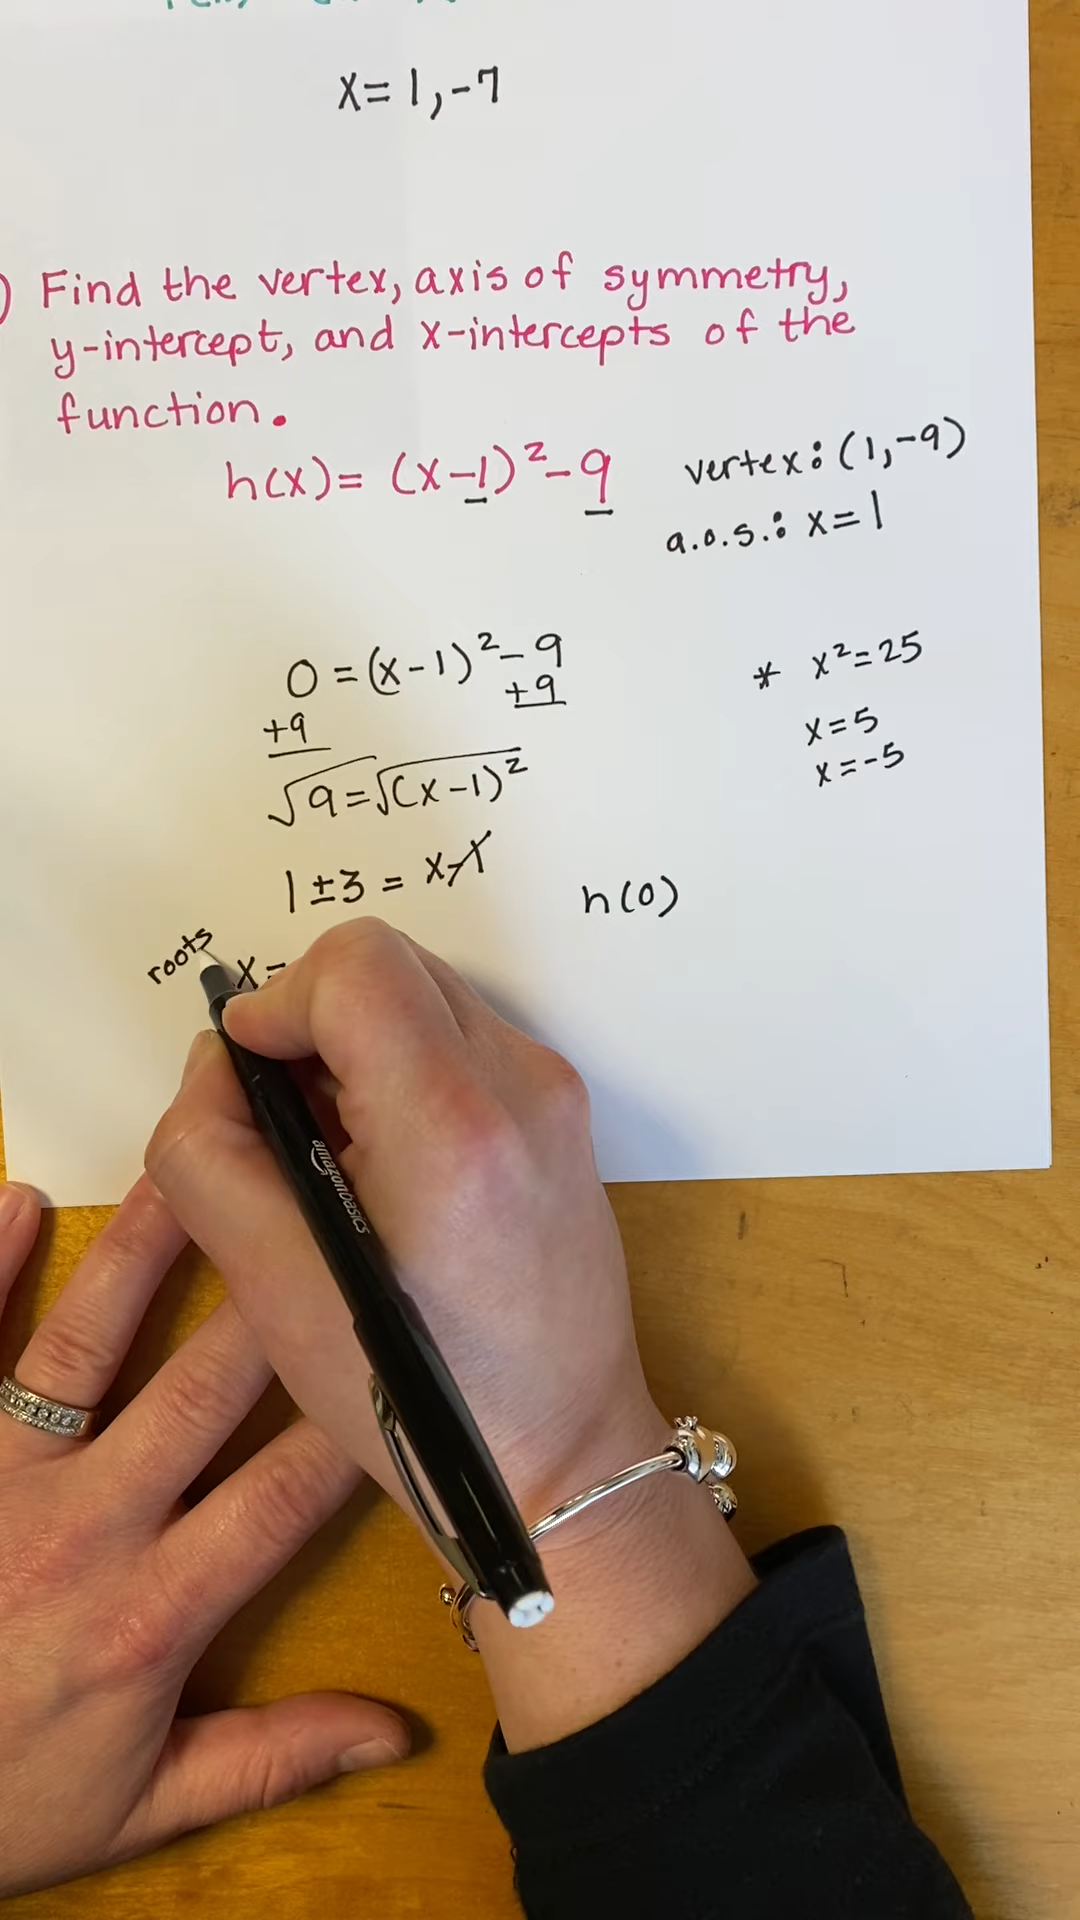 x= 1, -7
) Find the vertex, axis of symmetry,
y-intercept, and x-intercepts of the
function.
h(x)= (x-1)²-9
vertex: (1,-9)
a.o.s.: x=1
0 = (x-1)²-9
+9
+9
√9=√(x-1)²
1±3 = x-1
roots
x=
* x²=25
x=5
x=-5
h(0)
amazonbasics